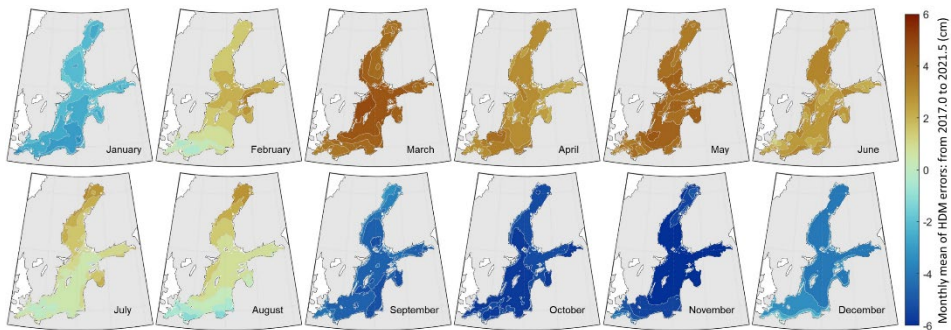 January
February
March
April
May
June
July
August
September
October
November
December
6
4
2
0
-2
-4
-6
Monthly mean of HDM errors: from 2017.0 to 2021.5 (cm)